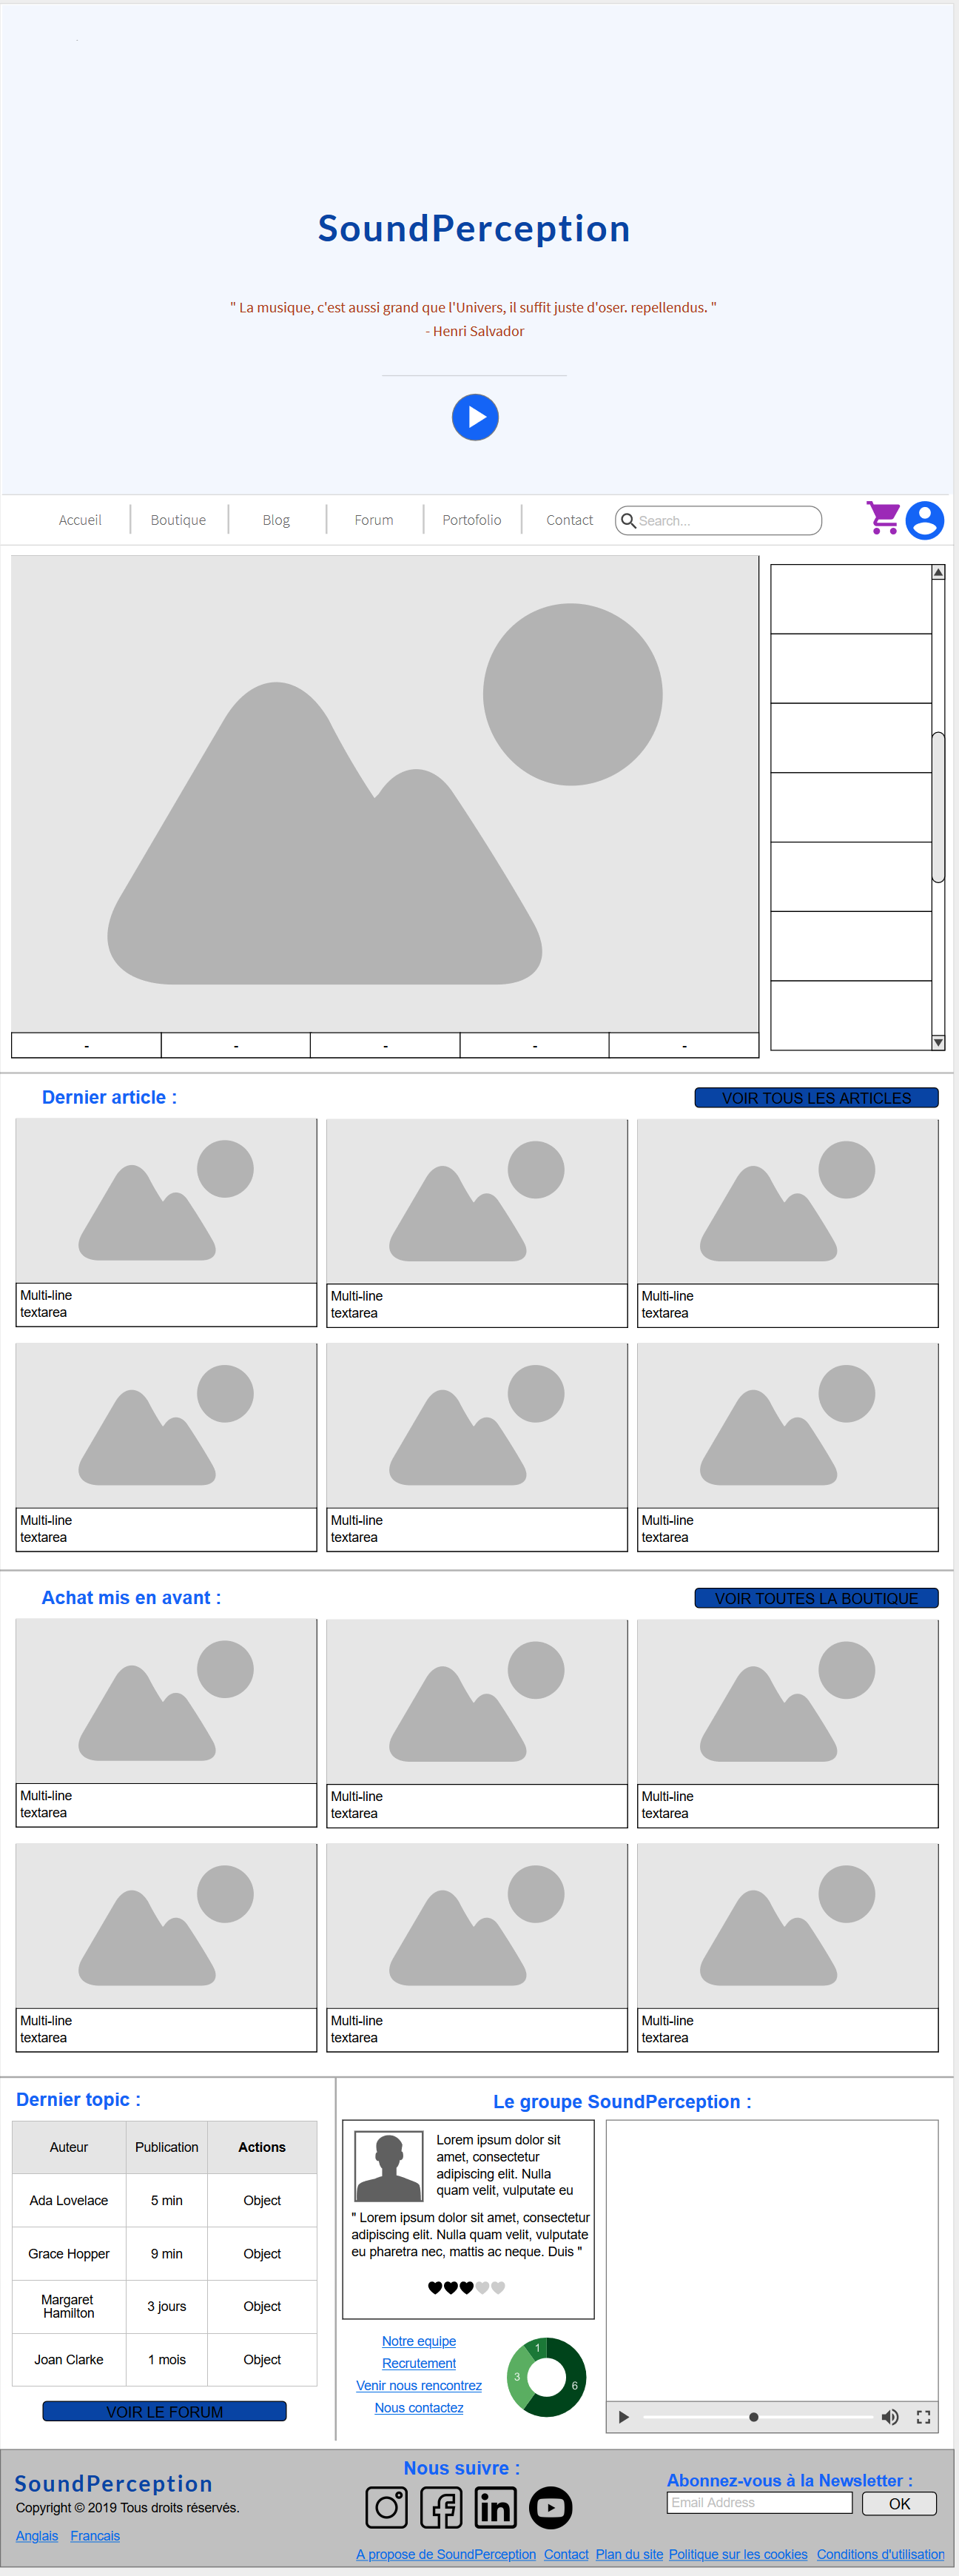 SoundPerception
" La musique, c'est aussi grand que l'Univers, il suffit juste d'oser. repellendus. "
- Henri Salvador
Accueil Boutique Blog Forum Portofolio Contact Search...
- - - - -
Dernier article : VOIR TOUS LES ARTICLES
Multi-line Multi-line Multi-line
textarea textarea textarea
Multi-line Multi-line Multi-line
textarea textarea textarea
Achat mis en avant : VOIR TOUTES LA BOUTIQUE
Multi-line Multi-line Multi-line
textarea textarea textarea
Multi-line Multi-line Multi-line
textarea textarea textarea
Dernier topic :
Auteur Publication Actions
Ada Lovelace 5 min Object
Grace Hopper 9 min Object
Margaret
Hamilton 3 jours Object
Joan Clarke 1 mois Object
VOIR LE FORUM
Le groupe SoundPerception :
Lorem ipsum dolor sit
amet, consectetur
adipiscing elit. Nulla
quam velit, vulputate eu
" Lorem ipsum dolor sit amet, consectetur
adipiscing elit. Nulla quam velit, vulputate
eu pharetra nec, mattis ac neque. Duis "
Notre equipe
Recrutement
Venir nous rencontrez
Nous contactez
1
3
6
SoundPerception
Copyright © 2019 Tous droits réservés.
Anglais Francais
Nous suivre :
Abonnez-vous à la Newsletter :
Email Address OK
A propose de SoundPerception Contact Plan du site Politique sur les cookies Conditions d'utilisation